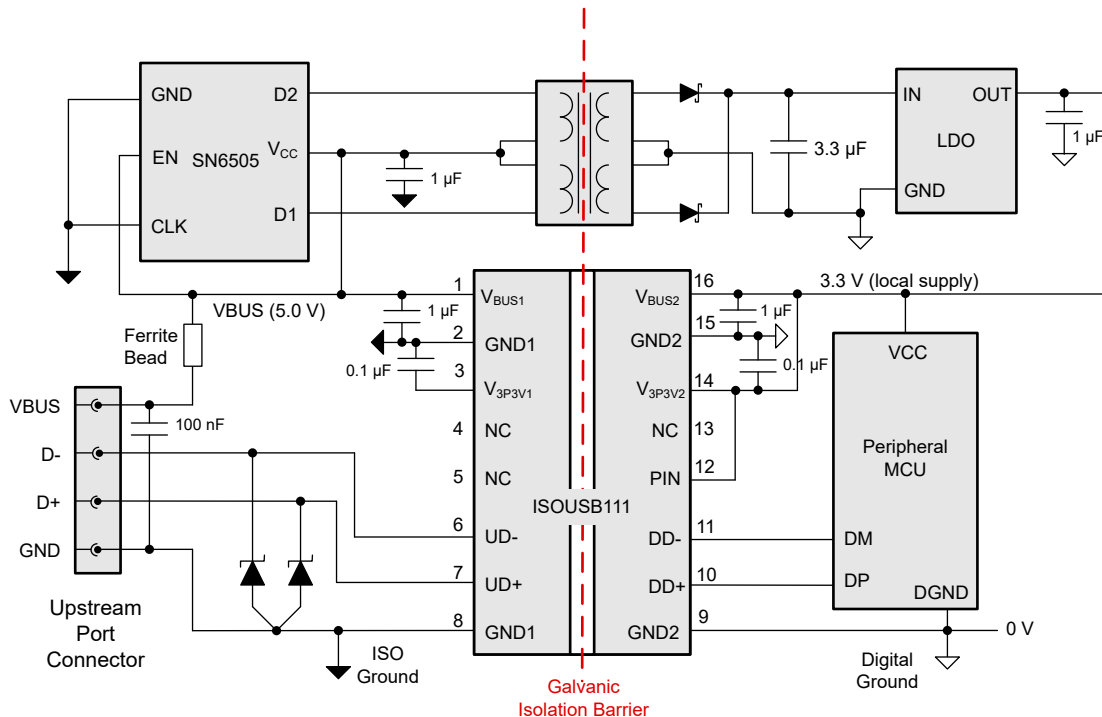 GND
D2
EN
SN6505
VCC
CLK
D1
1 µF
3.3 µF
IN
OUT
LDO
GND
1 µF
VBUS (5.0 V)
Ferrite
Bead
1 µF
0.1 µF
1
2
3
4
5
6
7
8
VBUS1
GND1
V3P3V1
NC
NC
UD-
UD+
GND1
ISOUSB111
VBUS2
GND2
V3P3V2
NC
PIN
DD-
DD+
GND2
16
15
14
13
12
11
10
9
1 µF
0.1 µF
3.3 V (local supply)
VCC
Peripheral
MCU
DM
DP
DGND
0 V
Digital
Ground
VBUS
D-
D+
GND
100 nF
Upstream
Port
Connector
ISO
Ground
Galvanic
Isolation Barrier